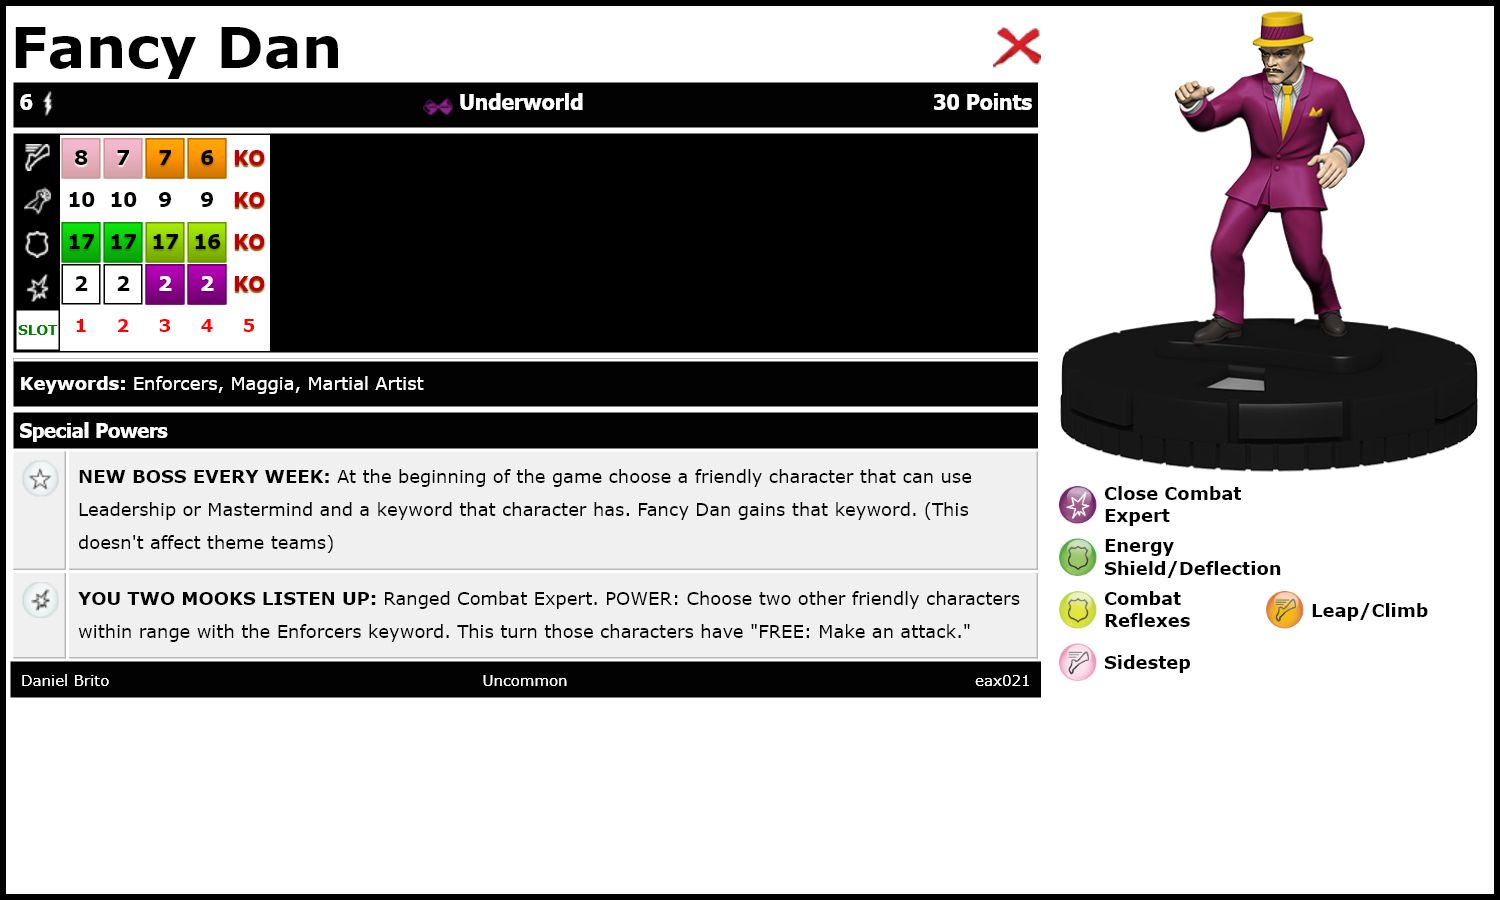 Fancy Dan
6 Underworld 30 Points
8 7 7 6 KO
10 10 9 9 KO
17 17 17 16 KO
2 2 2 2 KO
SLOT 1 2 3 4 5
Keywords: Enforcers, Maggia, Martial Artist
Special Powers
NEW BOSS EVERY WEEK: At the beginning of the game choose a friendly character that can use
Leadership or Mastermind and a keyword that character has. Fancy Dan gains that keyword. (This
doesn't affect theme teams)
YOU TWO MOOKS LISTEN UP: Ranged Combat Expert. POWER: Choose two other friendly characters
within range with the Enforcers keyword. This turn those characters have "FREE: Make an attack."
Daniel Brito Uncommon eax021
Close Combat
Expert
Energy
Shield/Deflection
Combat
Reflexes
Leap/Climb
Sidestep